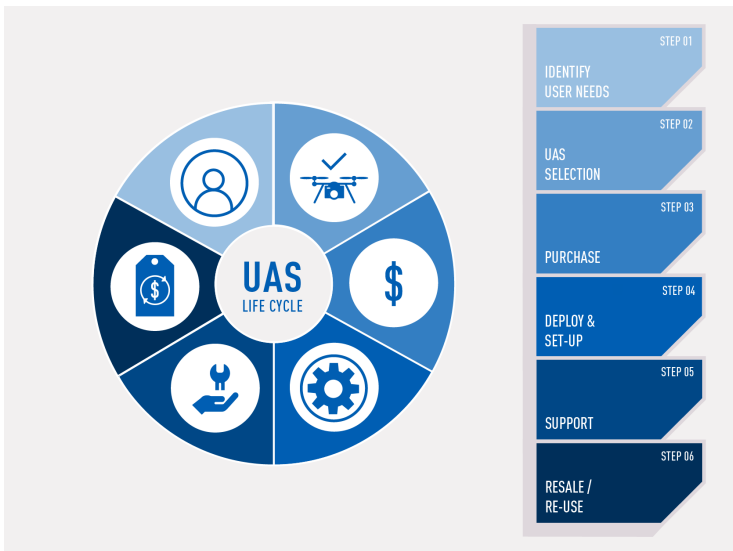 UAS
LIFE CYCLE
$
$
STEP 01
IDENTIFY
USER NEEDS
STEP 02
UAS
SELECTION
STEP 03
PURCHASE
STEP 04
DEPLOY &
SET-UP
STEP 05
SUPPORT
STEP 06
RESALE /
RE-USE